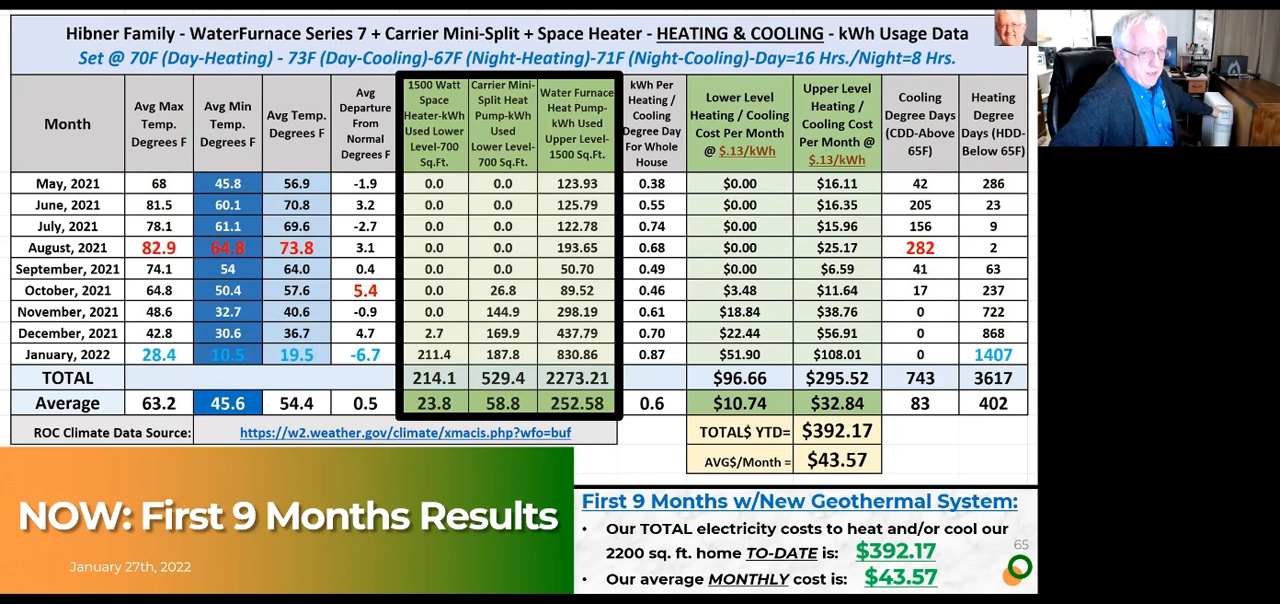 Hibner Family - WaterFurnace Series 7 + Carrier Mini-Split + Space Heater - HEATING & COOLING - kWh Usage Data
Set @ 70F (Day-Heating) - 73F (Day-Cooling)-67F (Night-Heating)-71F (Night-Cooling)-Day=16 Hrs./Night=8 Hrs.
Month
Avg Max
Temp.
Degrees F
Avg Min
Temp.
Degrees F
Avg Temp.
Degrees F
Avg
Departure
From
Normal
Degrees F
1500 Watt
Space
Heater-kWh
Used Lower
Level-700
Sq.Ft.
Carrier Mini-
Split Heat
Pump-kWh
Used
Lower Level-
700 Sq.Ft.
Water Furnace
Heat Pump-
kWh Used
Upper Level-
1500 Sq.Ft.
kWh Per
Heating /
Cooling
Degree Day
For Whole
House
Lower Level
Heating / Cooling
Cost Per Month
@ $.13/kWh
Upper Level
Heating /
Cooling Cost
Per Month @
$.13/kWh
Cooling
Degree Days
(CDD-Above
65F)
Heating
Degree
Days (HDD-
Below 65F)
May, 2021 68 45.8 56.9 -1.9 0.0 0.0 123.93 0.38 $0.00 $16.11 42 286
June, 2021 81.5 60.1 70.8 3.2 0.0 0.0 125.79 0.55 $0.00 $16.35 205 23
July, 2021 78.1 61.1 69.6 -2.7 0.0 0.0 122.78 0.74 $0.00 $15.96 156 9
August, 2021 82.9 64.8 73.8 3.1 0.0 0.0 193.65 0.68 $0.00 $25.17 282 2
September, 2021 74.1 54 64.0 0.4 0.0 0.0 50.70 0.49 $0.00 $6.59 41 63
October, 2021 64.8 50.4 57.6 5.4 0.0 26.8 89.52 0.46 $3.48 $11.64 17 237
November, 2021 48.6 32.7 40.6 -0.9 0.0 144.9 298.19 0.61 $18.84 $38.76 0 722
December, 2021 42.8 30.6 36.7 4.7 2.7 169.9 437.79 0.70 $22.44 $56.91 0 868
January, 2022 28.4 10.5 19.5 -6.7 211.4 187.8 830.86 0.87 $51.90 $108.01 0 1407
TOTAL 214.1 529.4 2273.21 $96.66 $295.52 743 3617
Average 63.2 45.6 54.4 0.5 23.8 58.8 252.58 0.6 $10.74 $32.84 83 402
ROC Climate Data Source: https://w2.weather.gov/climate/xmacis.php?wfo=buf
TOTAL$ YTD= $392.17
AVG$/Month = $43.57
NOW: First 9 Months Results
January 27th, 2022
First 9 Months w/New Geothermal System:
• Our TOTAL electricity costs to heat and/or cool our
2200 sq. ft. home TO-DATE is: $392.17
• Our average MONTHLY cost is: $43.57
65